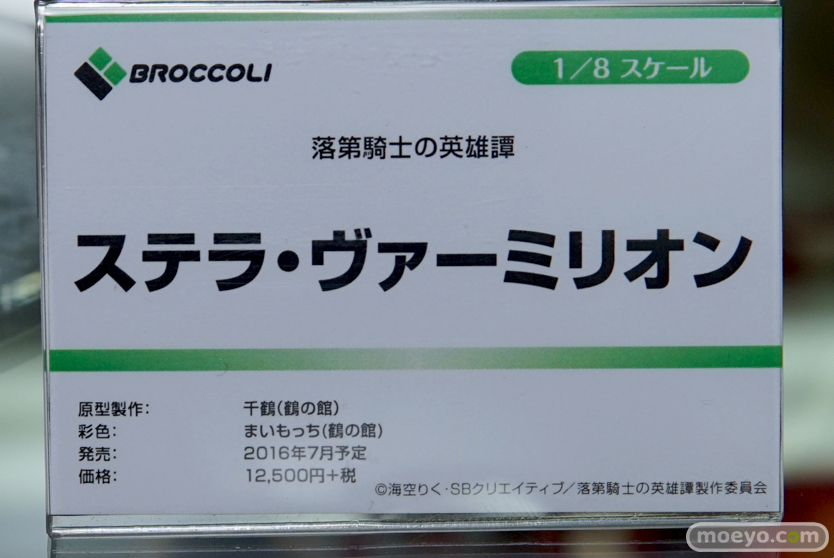 BROCCOLI
1/8 スケール
落第騎士の英雄譚
ステラ・ヴァーミリオン
原型製作: 千鶴(鶴の館)
彩色: まいもっち(鶴の館)
発売: 2016年7月予定
価格: 12,500円+税
©海空りく・SBクリエイティブ/落第騎士の英雄譚製作委員会
moeyo.com